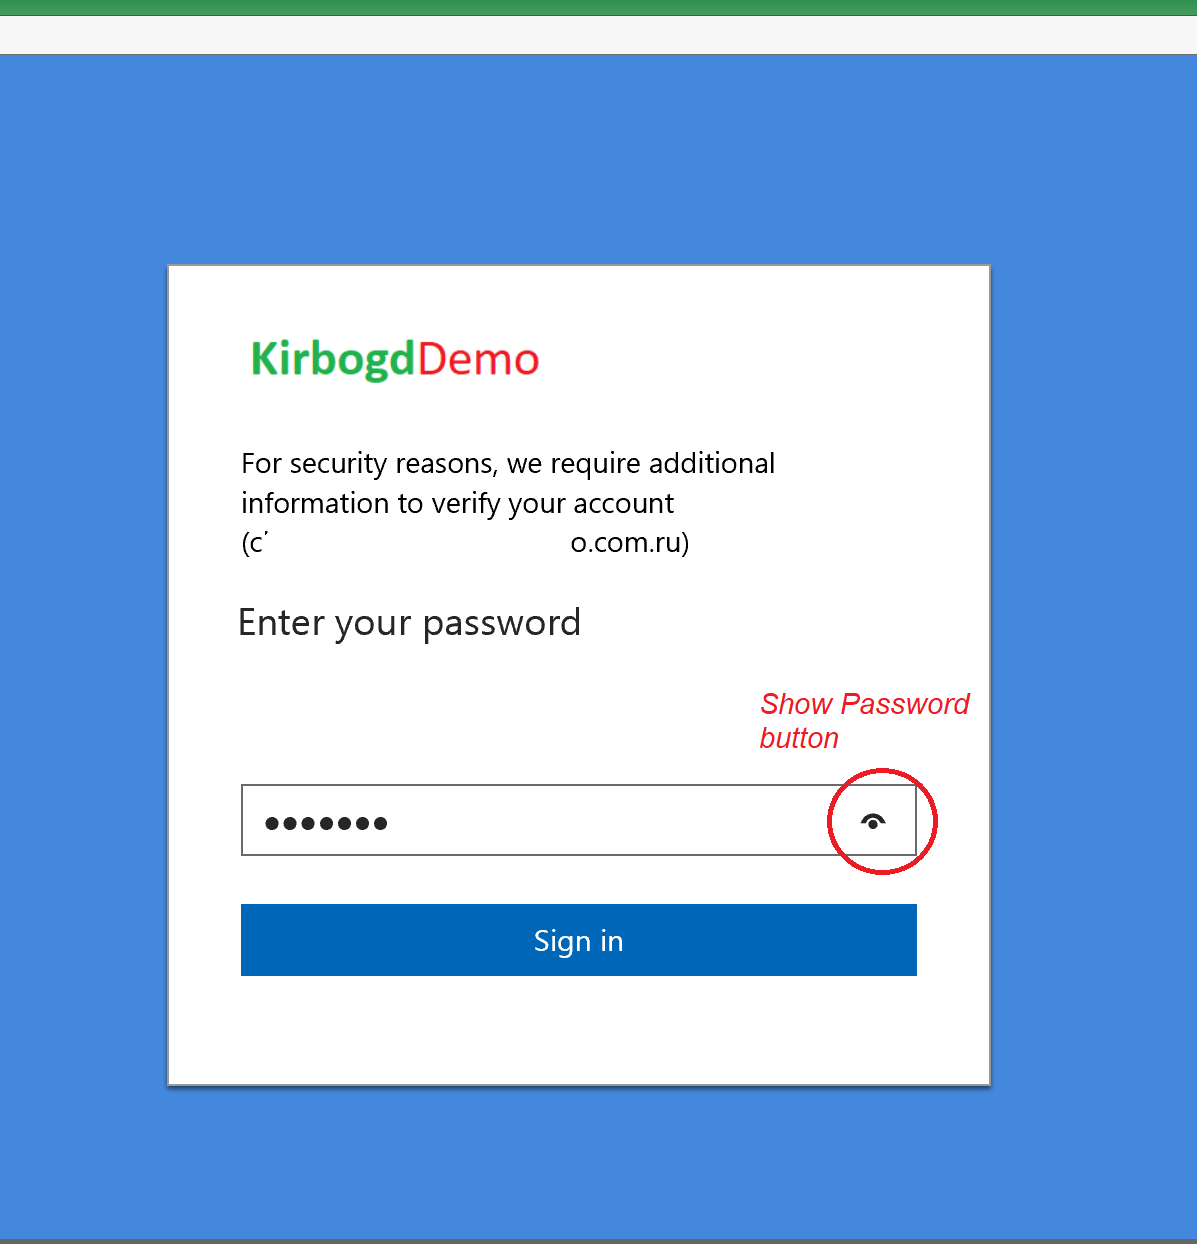 KirbogdDemo
For security reasons, we require additional
information to verify your account
(c o.com.ru)
Enter your password
Show Password
button
Sign in